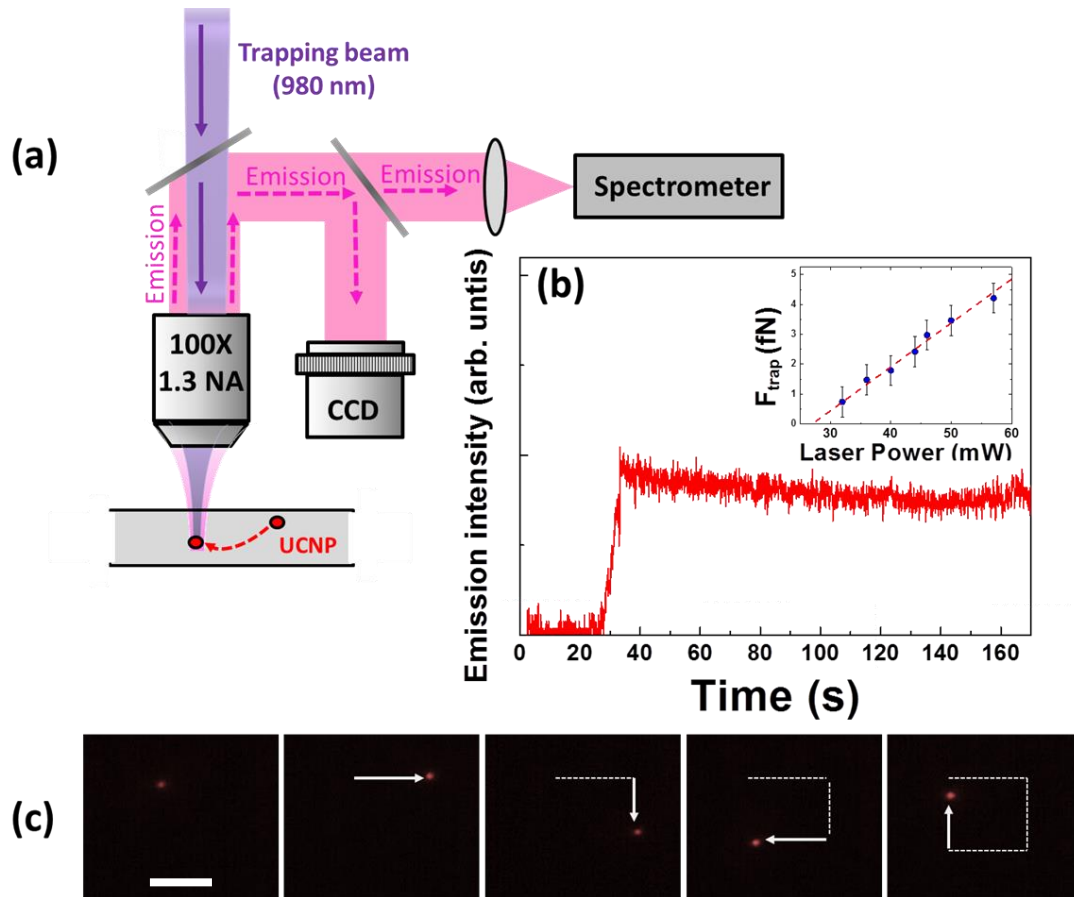 Trapping beam
(980 nm)
(a)
Emission
Emission
Emission
Spectrometer
100X
1.3 NA
CCD
UCNP
(b)
Emission intensity (arb. untis)
F_trap (fN)
5
4
3
2
1
0
30 40 50 60
Laser Power (mW)
0 20 40 60 80 100 120 140 160
Time (s)
(c)